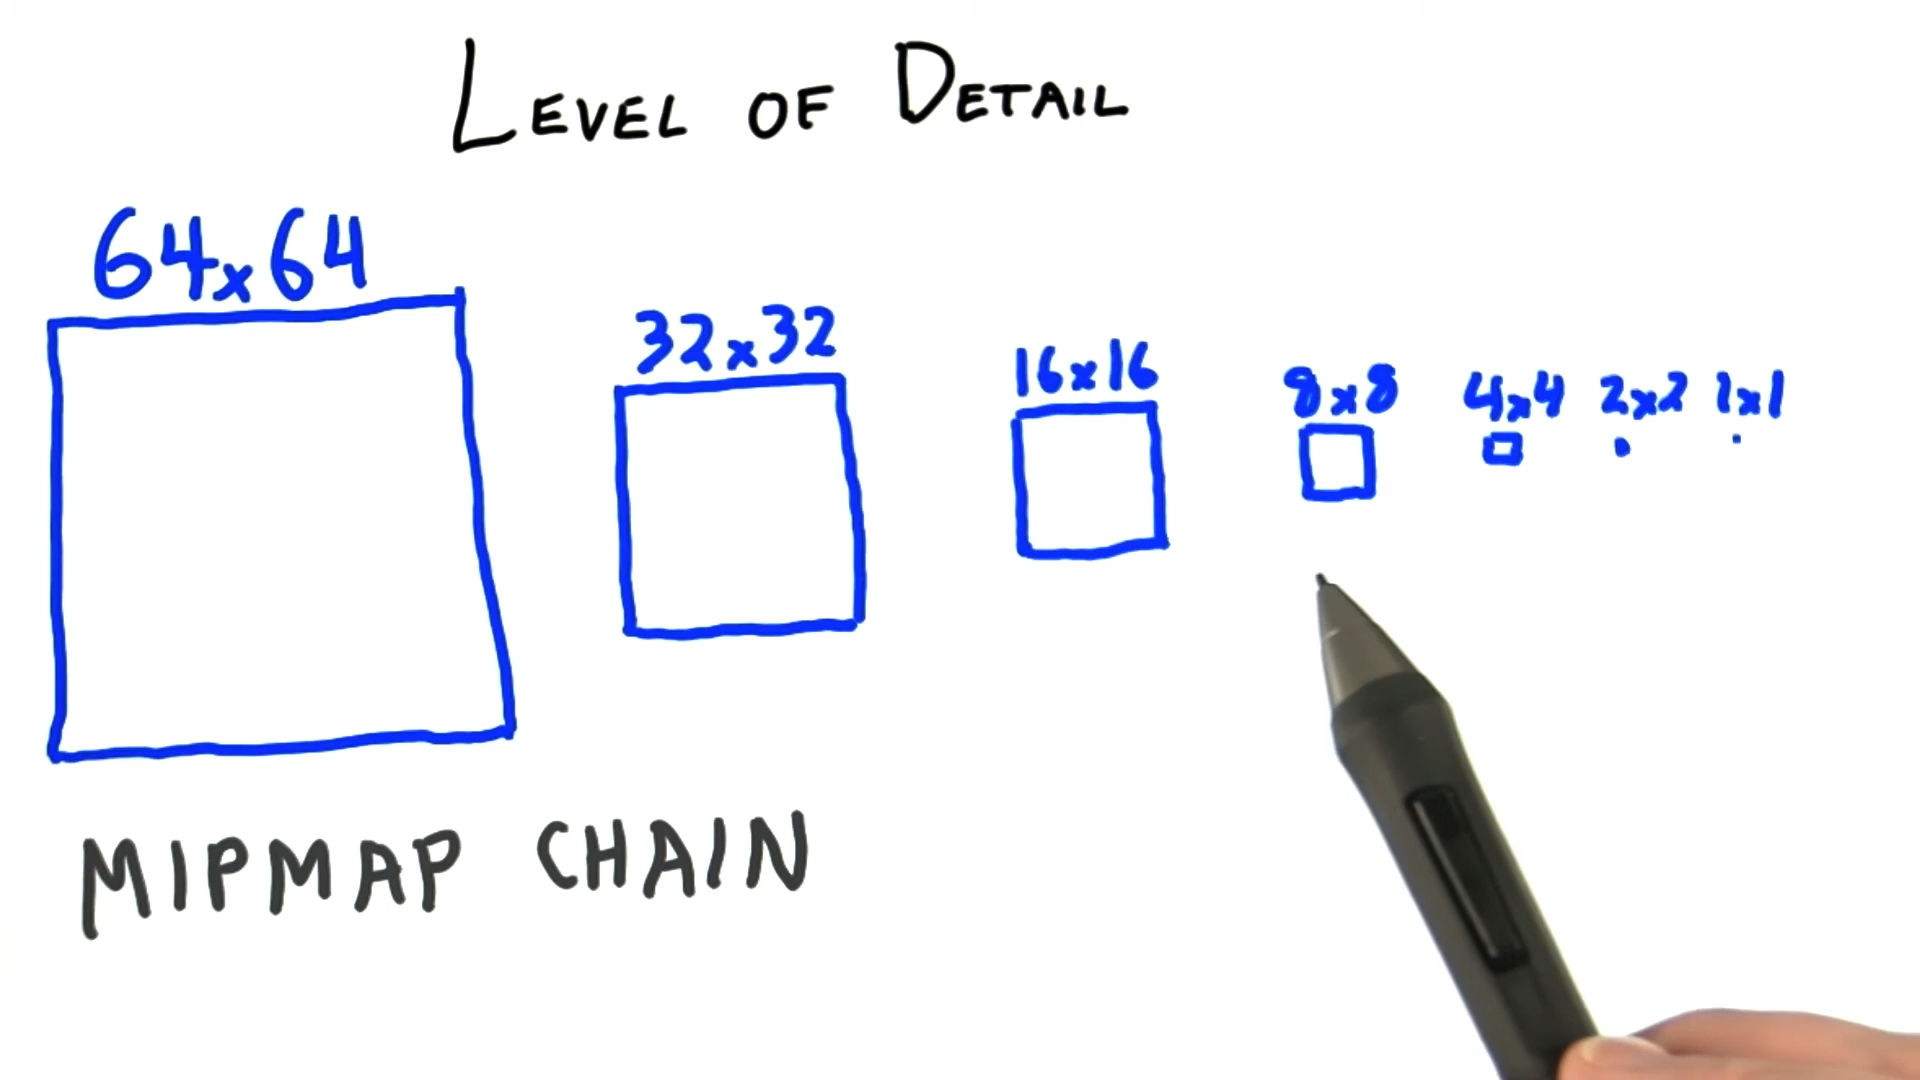 LEVEL OF DETAIL
64x64
32x32
16x16
8x8
4x4
2x2
1x1
MIPMAP CHAIN